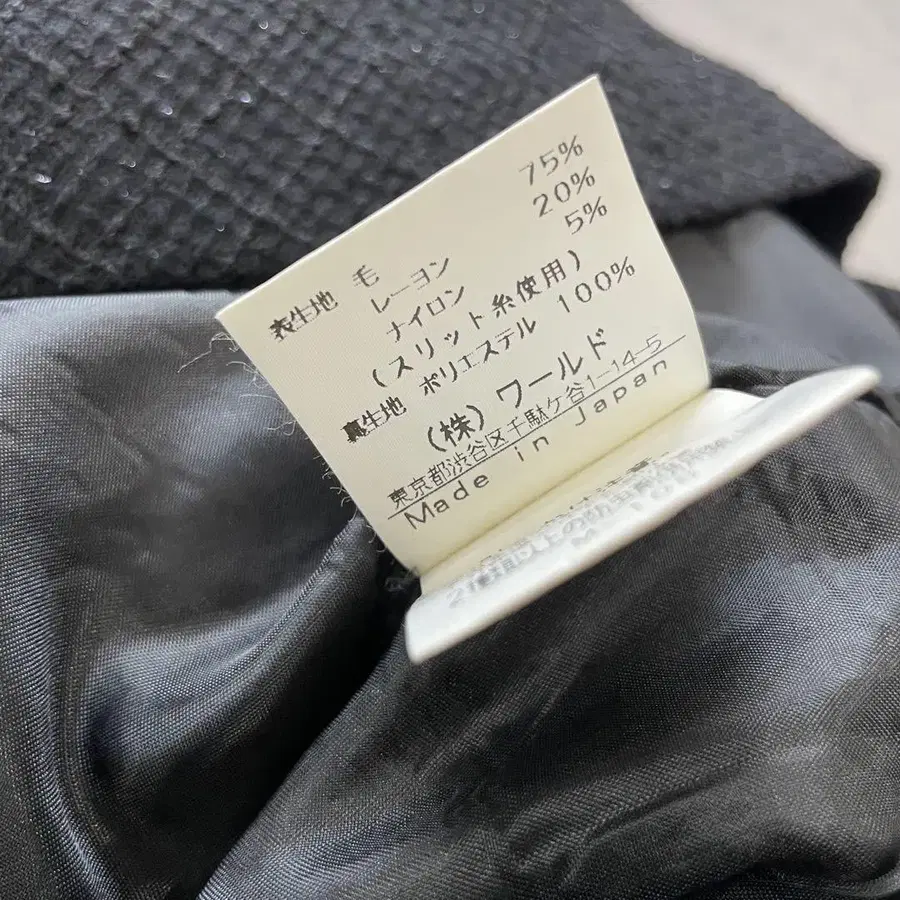 表生地 毛 75%
レーヨン 20%
ナイロン 5%
(スリット糸使用)
裏生地 ポリエステル 100%
(株)ワールド
東京都渋谷区千駄ケ谷1-14-5
Made in Japan